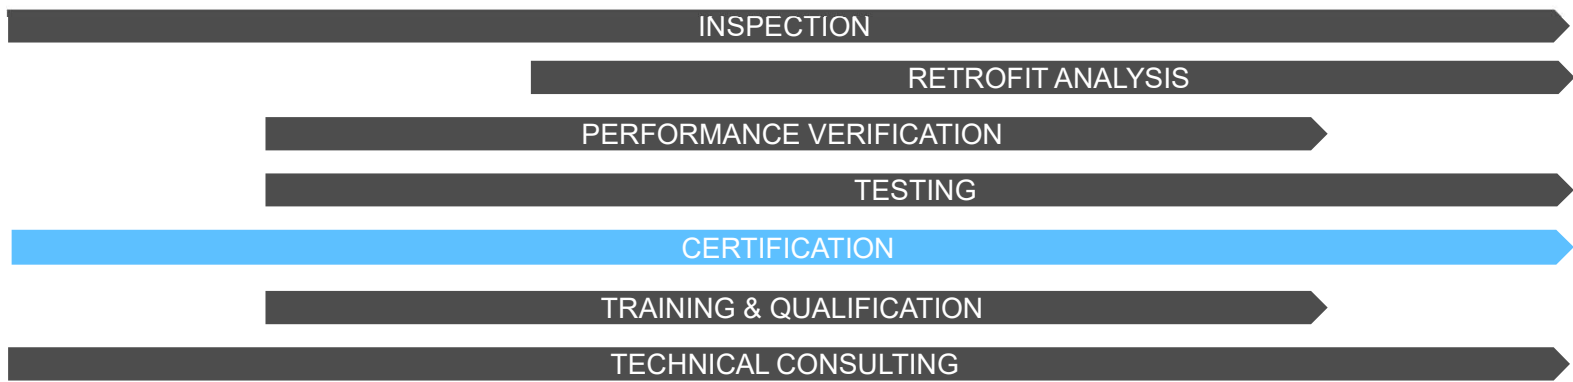 INSPECTION
RETROFIT ANALYSIS
PERFORMANCE VERIFICATION
TESTING
CERTIFICATION
TRAINING & QUALIFICATION
TECHNICAL CONSULTING